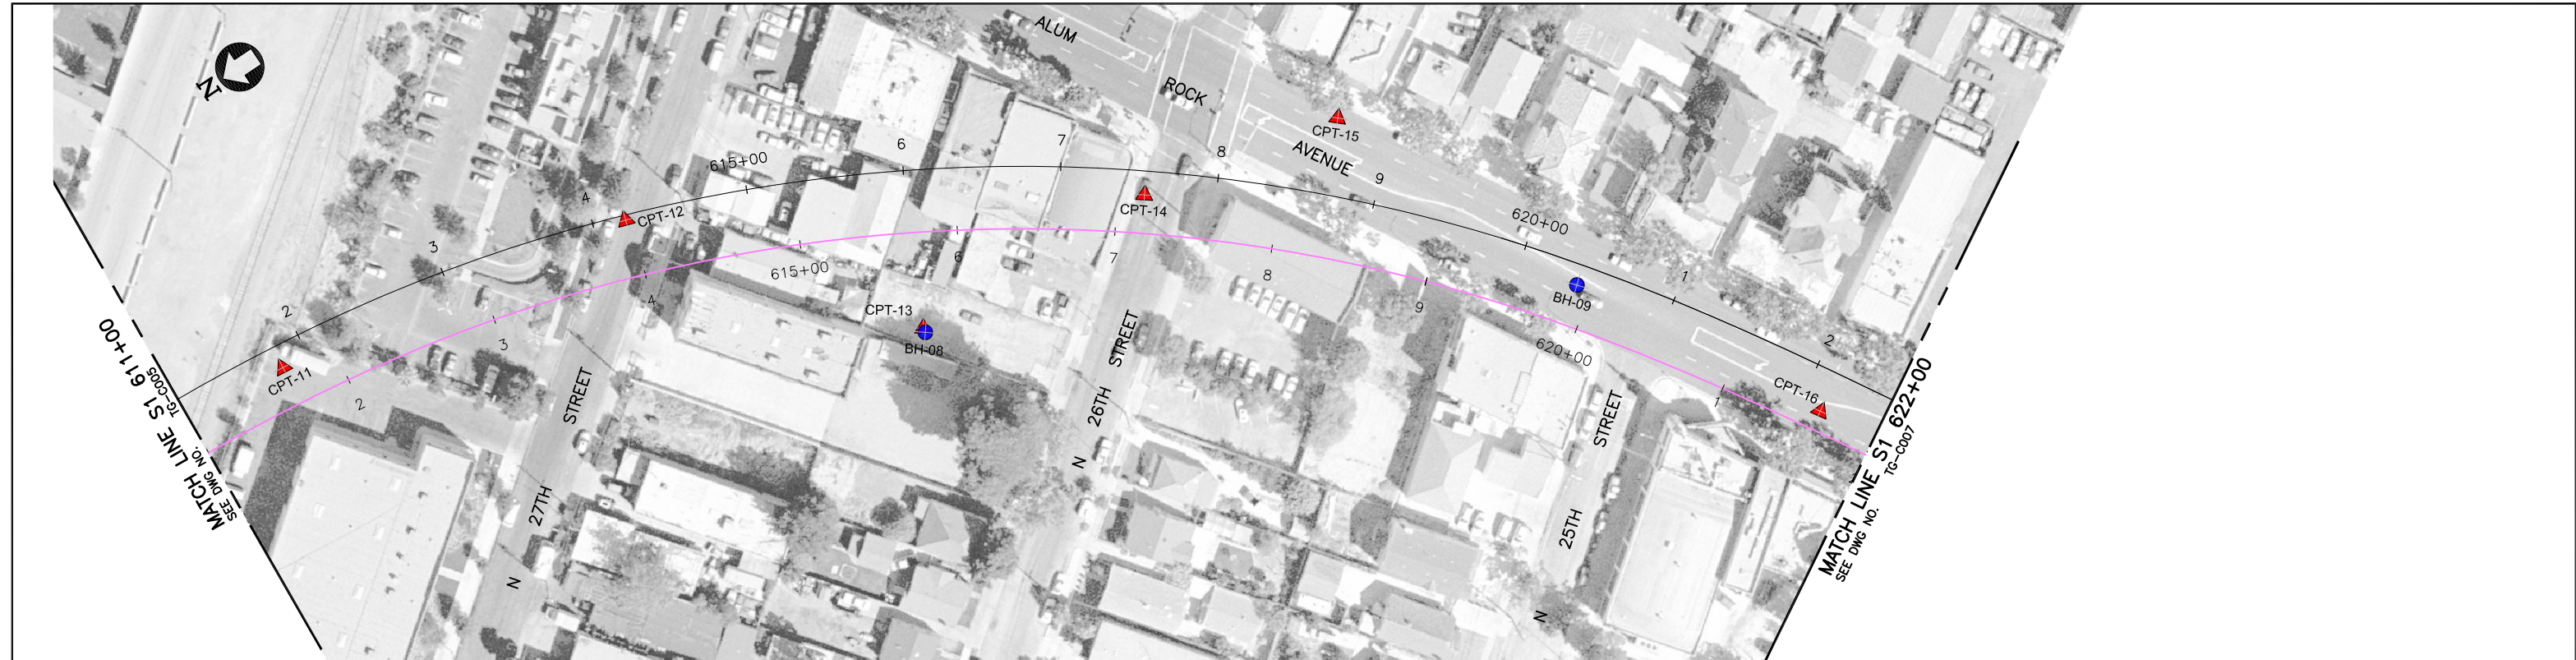 N
ALUM
ROCK
AVENUE
CPT-15
615+00
6
7
8
9
620+00
1
2
4
3
2
CPT-12
CPT-14
CPT-11
CPT-13
BH-08
BH-09
CPT-16
2
3
4
615+00
6
7
8
9
620+00
1
N 27TH STREET
N 26TH STREET
N 25TH STREET
MATCH LINE S1 611+00
SEE DWG NO. TG-C005
MATCH LINE S1 622+00
SEE DWG NO. TG-C007